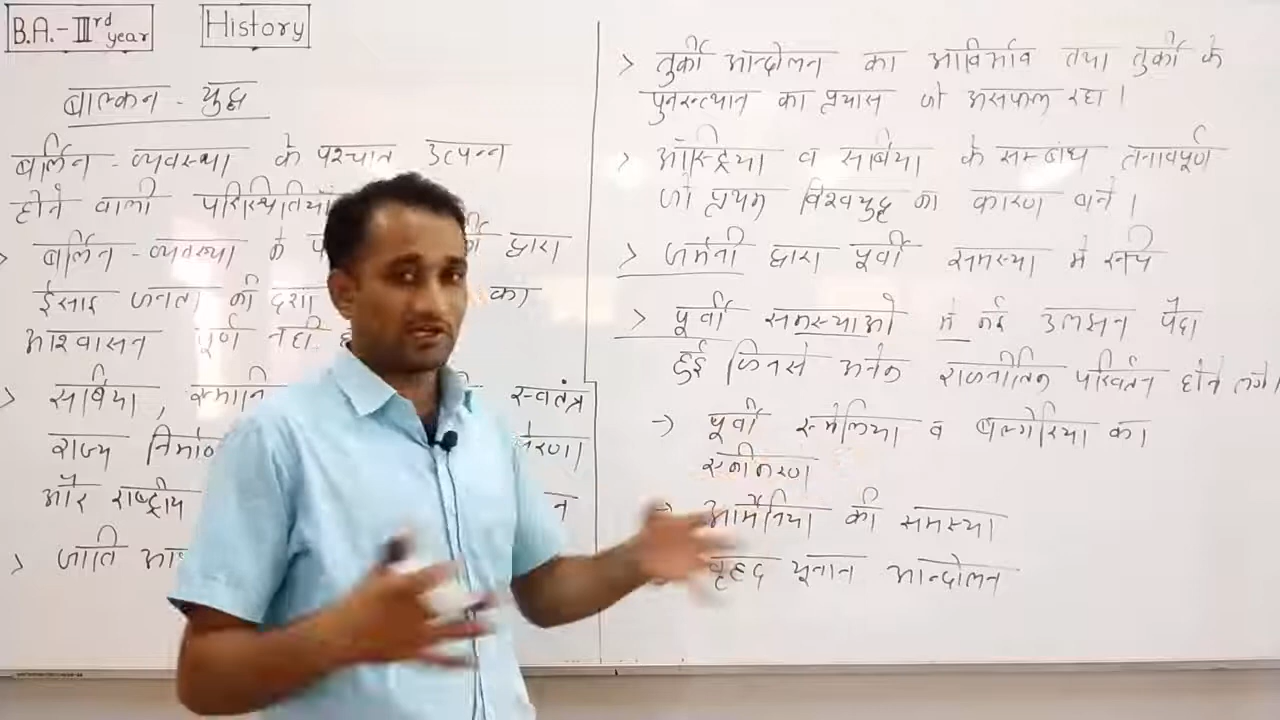 B.A.-IIIrd year
History
बाल्कन - युद्ध
बर्लिन - व्यवस्था के पश्चात उत्पन्न
होने वाली परिस्थितियाँ
> बर्लिन - व्यवस्था के द्वारा
ईसाई जनता की दशा का
आश्वासन पूर्ण नही
> सर्बिया, स्वतंत्र
राज्य निर्माण
और राष्ट्रीय
> जाति
> तुर्की आन्दोलन का आविर्भाव तथा तुर्की के
पुनरुत्थान का प्रयास जो असफल रहा।
> ऑस्ट्रिया व सर्बिया के सम्बंध तनावपूर्ण
जो प्रथम विश्वयुद्ध का कारण बने।
> जर्मनी द्वारा पूर्वी समस्या मे रूचि
> पूर्वी समस्याओ मे नई उलझन पैदा
हुई जिनसे अनेक राजनीतिक परिवर्तन होने लगे।
→ पूर्वी रूमेलिया व बल्गेरिया का
एकीकरण
→ आर्मेनिया की समस्या
वृहद यूनान आन्दोलन